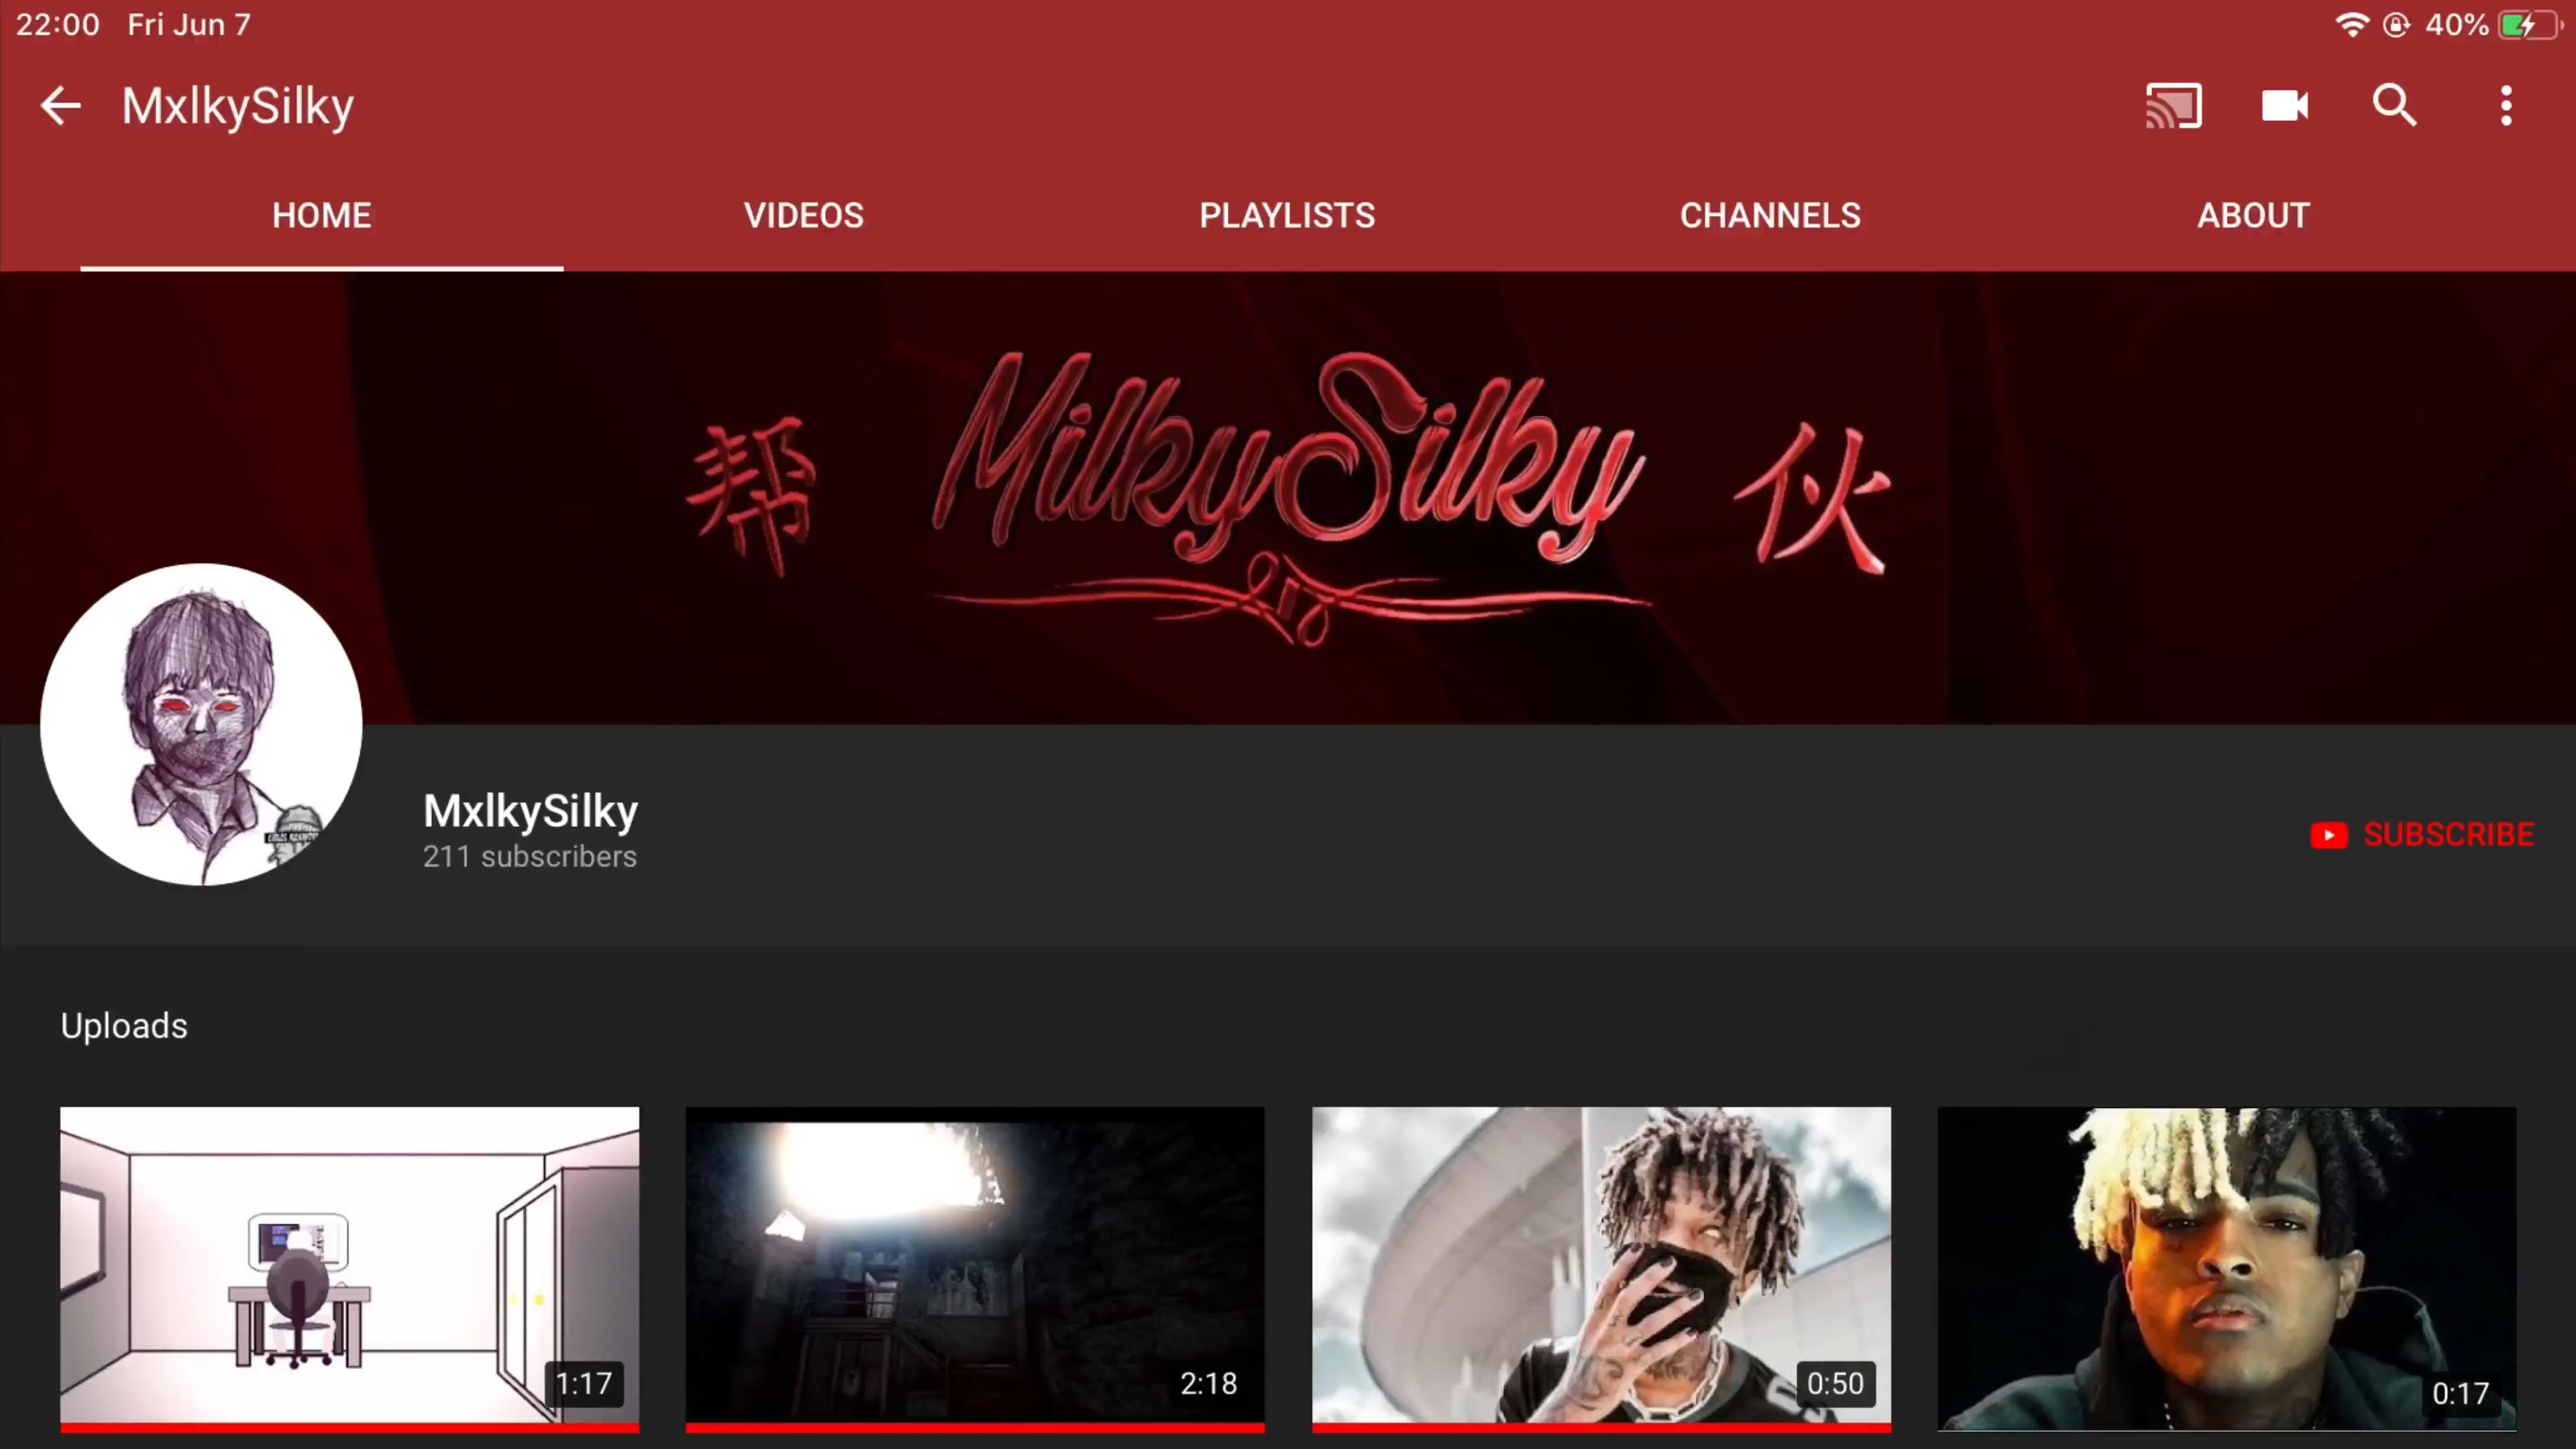 22:00 Fri Jun 7 40%
MxlkySilky
HOME VIDEOS PLAYLISTS CHANNELS ABOUT
帮 MilkySilky 伙
MxlkySilky
211 subscribers
SUBSCRIBE
Uploads
1:17 2:18 0:50 0:17